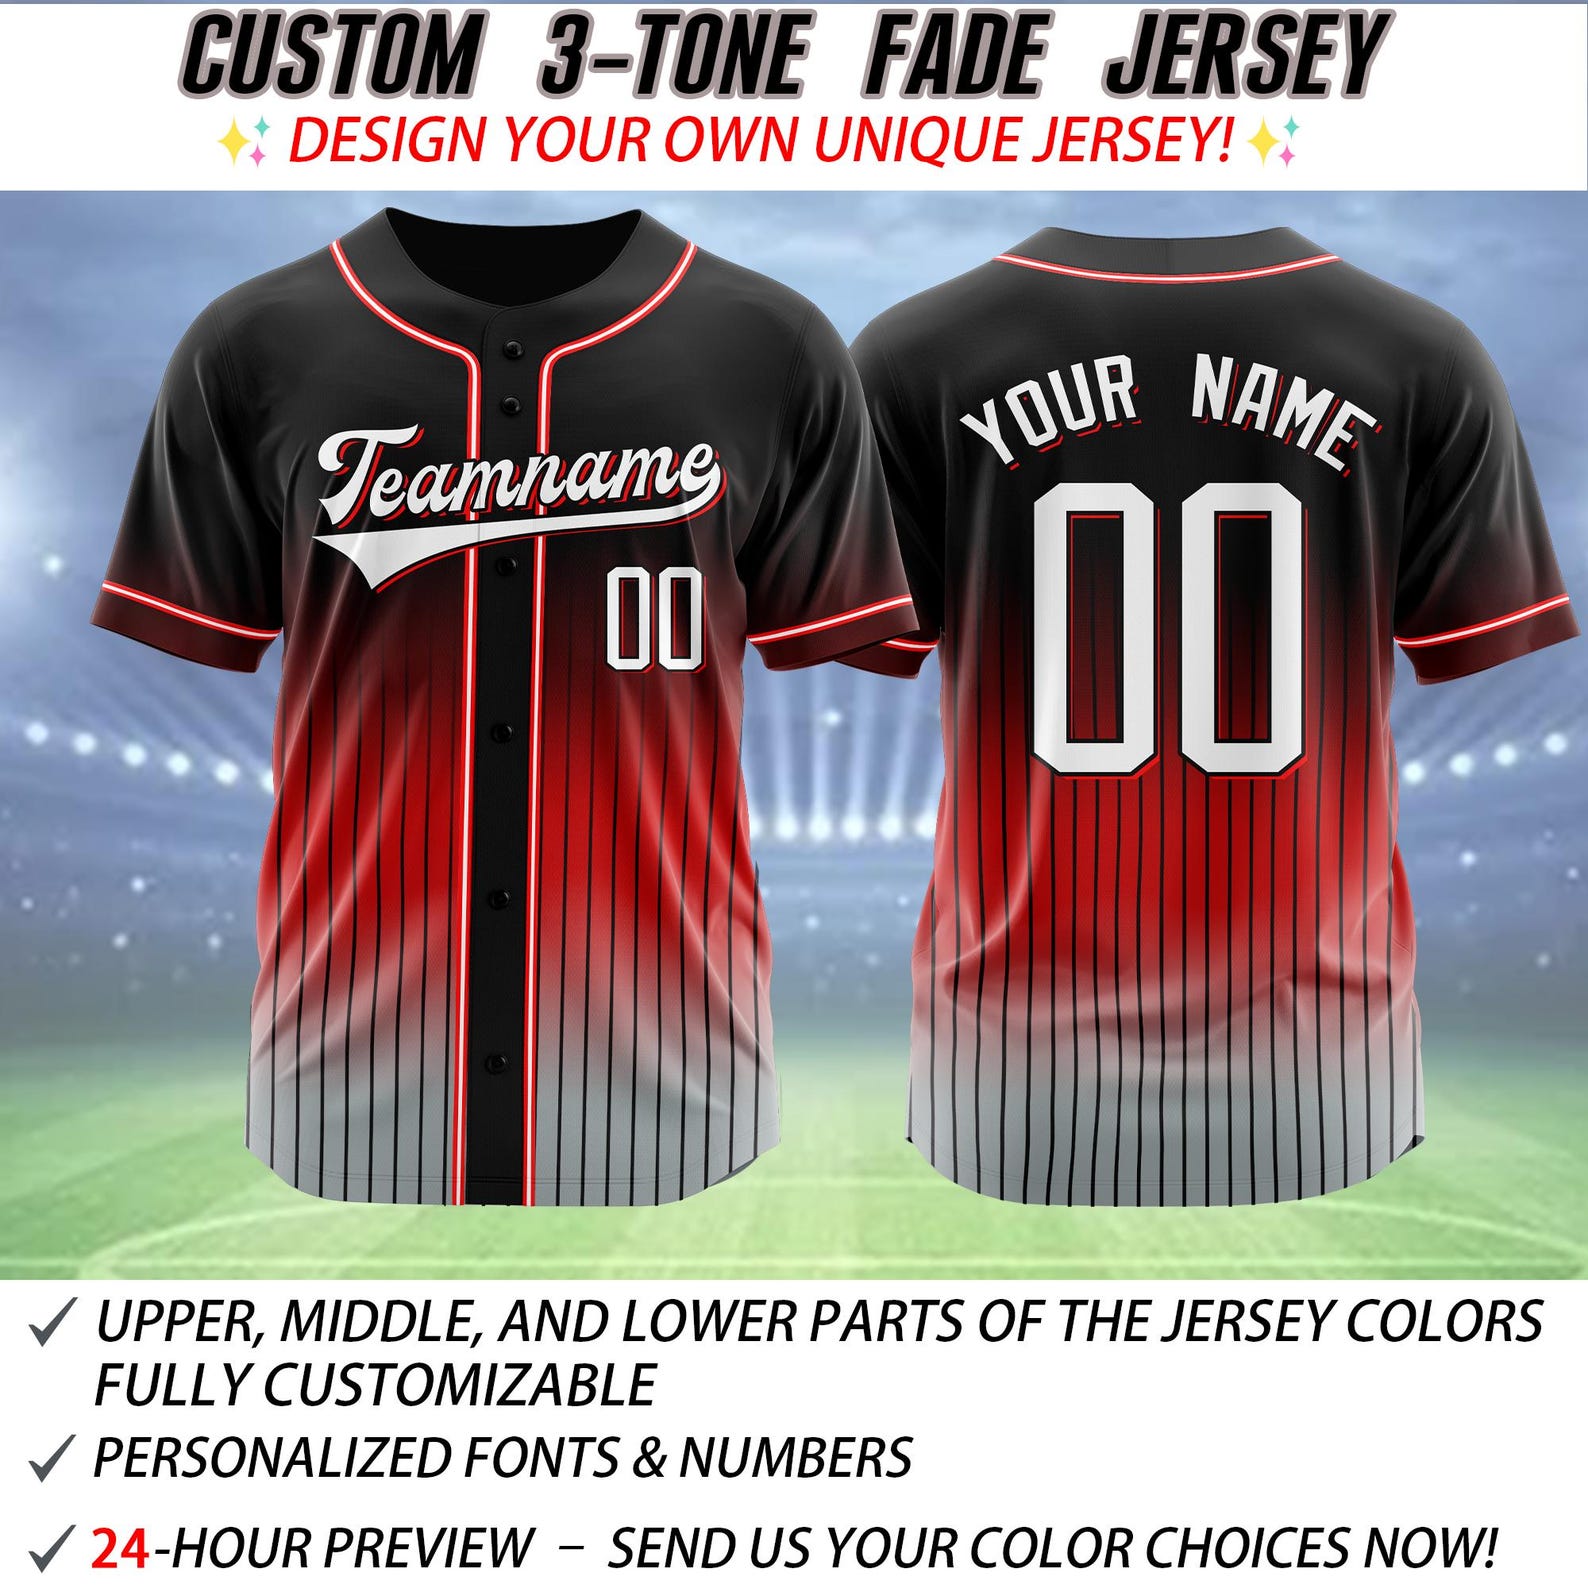 CUSTOM 3-TONE FADE JERSEY
DESIGN YOUR OWN UNIQUE JERSEY!
Teamname
00
YOUR NAME
00
UPPER, MIDDLE, AND LOWER PARTS OF THE JERSEY COLORS
FULLY CUSTOMIZABLE
PERSONALIZED FONTS & NUMBERS
24-HOUR PREVIEW – SEND US YOUR COLOR CHOICES NOW!